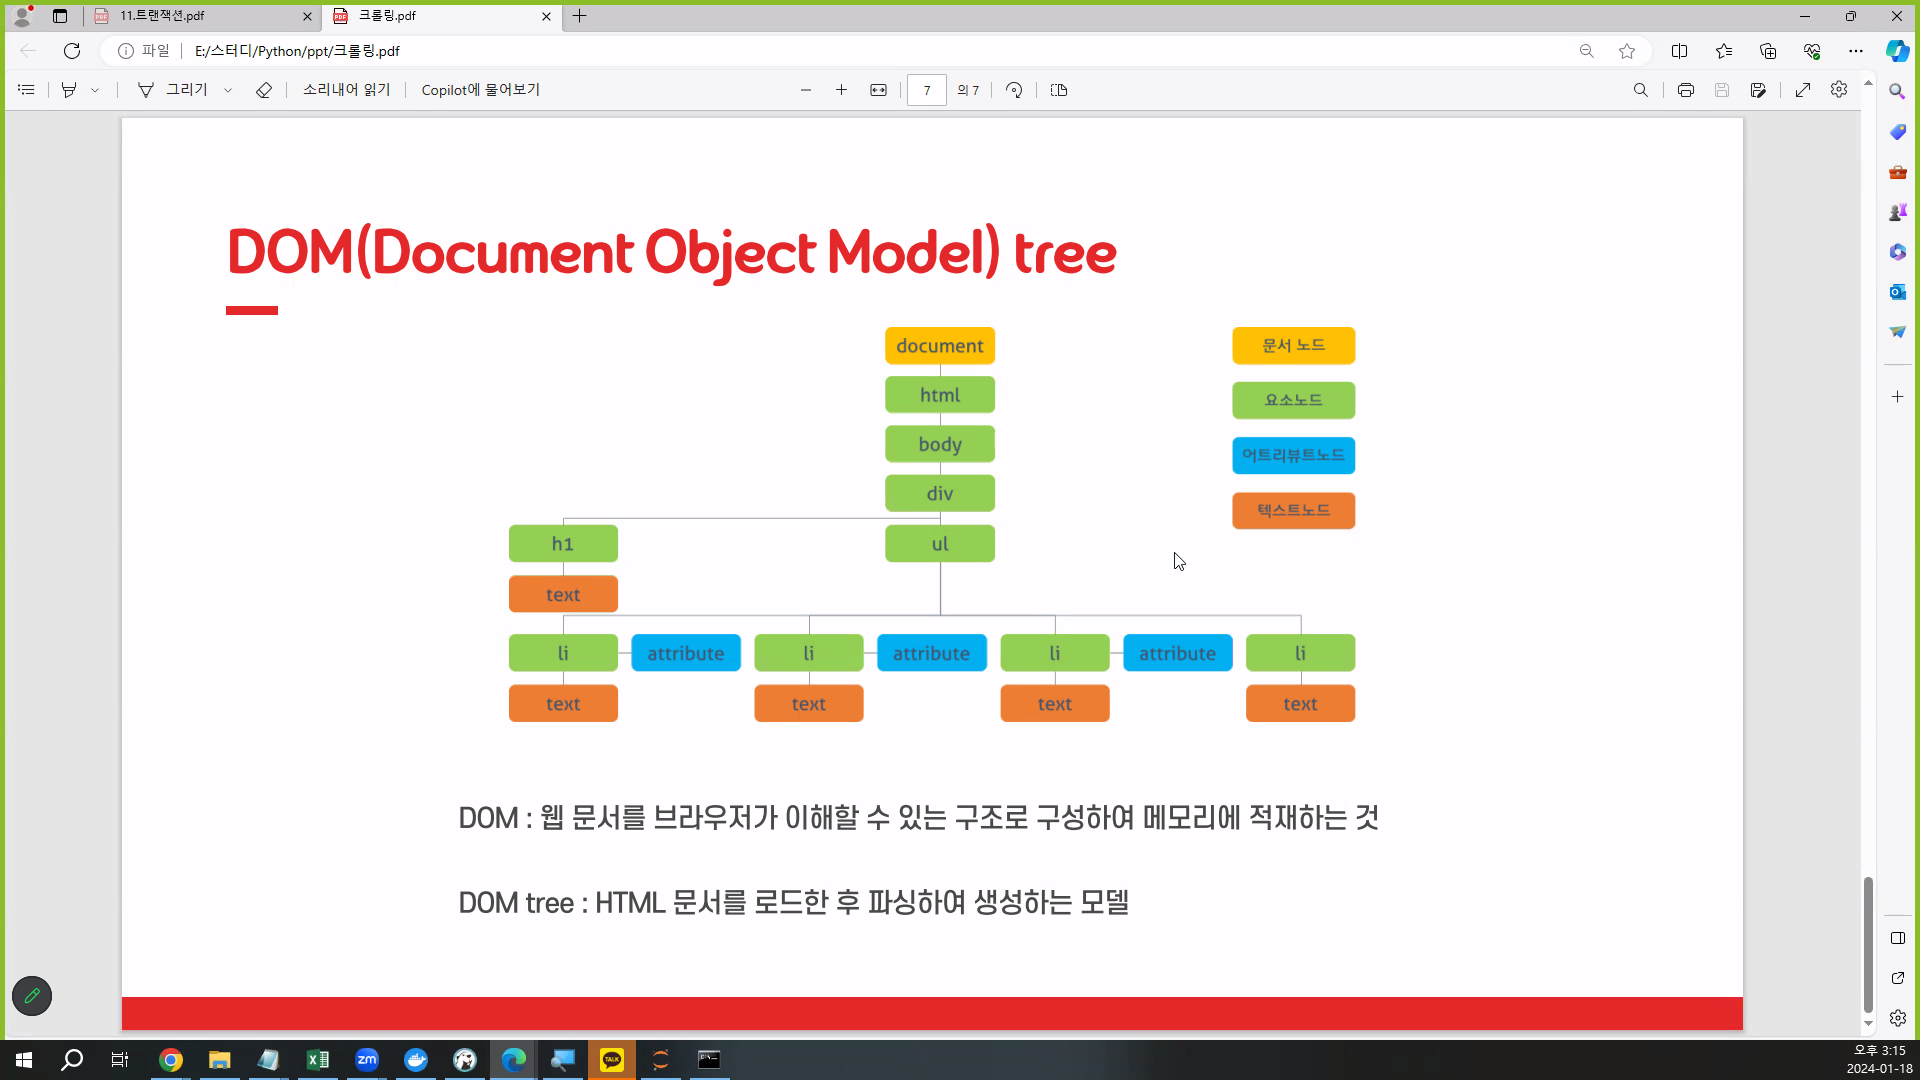 11.트랜잭션.pdf
크롤링.pdf
파일
E:/스터디/Python/ppt/크롤링.pdf
그리기
소리내어 읽기
Copilot에 물어보기
7
의 7
DOM(Document Object Model) tree
document
문서 노드
html
요소노드
body
어트리뷰트노드
div
텍스트노드
h1
ul
text
li
attribute
li
attribute
li
attribute
li
text
text
text
text
DOM : 웹 문서를 브라우저가 이해할 수 있는 구조로 구성하여 메모리에 적재하는 것
DOM tree : HTML 문서를 로드한 후 파싱하여 생성하는 모델
zm
TALK
오후 3:15
2024-01-18